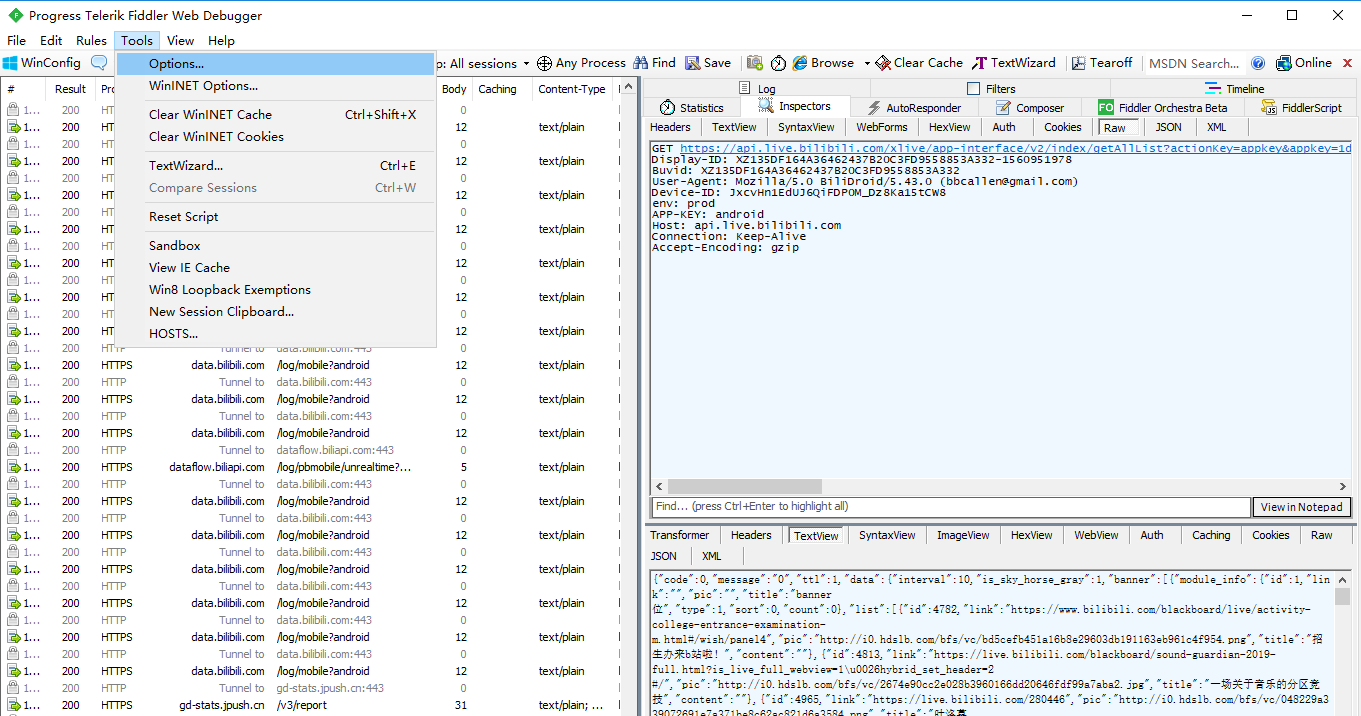 Progress Telerik Fiddler Web Debugger
File Edit Rules Tools View Help
WinConfig
p: All sessions Any Process Find Save Browse Clear Cache TextWizard Tearoff MSDN Search... Online
Options...
WinINET Options...
Clear WinINET Cache Ctrl+Shift+X
Clear WinINET Cookies
TextWizard... Ctrl+E
Compare Sessions Ctrl+W
Reset Script
Sandbox
View IE Cache
Win8 Loopback Exemptions
New Session Clipboard...
HOSTS...
# Result Body Caching Content-Type
1... 200 HT 0
1... 200 HT 12 text/plain
1... 200 HT 0
1... 200 HT 12 text/plain
1... 200 HT 0
1... 200 HT 12 text/plain
1... 200 HT 0
1... 200 HT 12 text/plain
1... 200 HT 0
1... 200 HT 12 text/plain
1... 200 HT 0
1... 200 HT 12 text/plain
1... 200 HT 0
1... 200 HT 12 text/plain
1... 200 HTTP Tunnel to data.bilibili.com:443 0
1... 200 HTTPS data.bilibili.com /log/mobile?android 12 text/plain
1... 200 HTTP Tunnel to data.bilibili.com:443 0
1... 200 HTTPS data.bilibili.com /log/mobile?android 12 text/plain
1... 200 HTTP Tunnel to data.bilibili.com:443 0
1... 200 HTTPS data.bilibili.com /log/mobile?android 12 text/plain
1... 200 HTTP Tunnel to dataflow.biliapi.com:443 0
1... 200 HTTPS dataflow.biliapi.com /log/pbmobile/unrealtime?... 5 text/plain
1... 200 HTTP Tunnel to data.bilibili.com:443 0
1... 200 HTTPS data.bilibili.com /log/mobile?android 12 text/plain
1... 200 HTTP Tunnel to data.bilibili.com:443 0
1... 200 HTTPS data.bilibili.com /log/mobile?android 12 text/plain
1... 200 HTTP Tunnel to data.bilibili.com:443 0
1... 200 HTTPS data.bilibili.com /log/mobile?android 12 text/plain
1... 200 HTTP Tunnel to data.bilibili.com:443 0
1... 200 HTTPS data.bilibili.com /log/mobile?android 12 text/plain
1... 200 HTTP Tunnel to data.bilibili.com:443 0
1... 200 HTTPS data.bilibili.com /log/mobile?android 12 text/plain
1... 200 HTTP Tunnel to data.bilibili.com:443 0
1... 200 HTTPS data.bilibili.com /log/mobile?android 12 text/plain
1... 200 HTTP Tunnel to gd-stats.jpush.cn:443 0
1... 200 HTTPS gd-stats.jpush.cn /v3/report 31 text/plain; ...
Log Filters Timeline
Statistics Inspectors AutoResponder Composer FO Fiddler Orchestra Beta FiddlerScript
Headers TextView SyntaxView WebForms HexView Auth Cookies Raw JSON XML
GET https://api.live.bilibili.com/xlive/app-interface/v2/index/getAllList?actionKey=appkey&appkey=1d
Display-ID: XZ135DF164A36462437B20C3FD9558853A332-1560951978
Buvid: XZ135DF164A36462437B20C3FD9558853A332
User-Agent: Mozilla/5.0 BiliDroid/5.43.0 (bbcallen@gmail.com)
Device-ID: JxcvHn1EdUJ6QiFDP0M_Dz8Ka15tCW8
env: prod
APP-KEY: android
Host: api.live.bilibili.com
Connection: Keep-Alive
Accept-Encoding: gzip
Find... (press Ctrl+Enter to highlight all) View in Notepad
Transformer Headers TextView SyntaxView ImageView HexView WebView Auth Caching Cookies Raw
JSON XML
{"code":0,"message":"0","ttl":1,"data":{"interval":10,"is_sky_horse_gray":1,"banner":[{"module_info":{"id":1,"lin
k":"","pic":"","title":"banner
位","type":1,"sort":0,"count":0},"list":[{"id":4782,"link":"https://www.bilibili.com/blackboard/live/activity-
college-entrance-examination-
m.html#/wish/panel4","pic":"http://i0.hdslb.com/bfs/vc/bd5cefb451a16b8e29603db191163eb961c4f954.png","title":"招
生办来b站啦！","content":""},{"id":4813,"link":"https://live.bilibili.com/blackboard/sound-guardian-2019-
full.html?is_live_full_webview=1\u0026hybrid_set_header=2
#/","pic":"http://i0.hdslb.com/bfs/vc/2674e90cc2e028b3960166dd20646fdf99a7aba2.jpg","title":"一场关于音乐的分区竞
技","content":""},{"id":4965,"link":"https://live.bilibili.com/280446","pic":"http://i0.hdslb.com/bfs/vc/048229a3